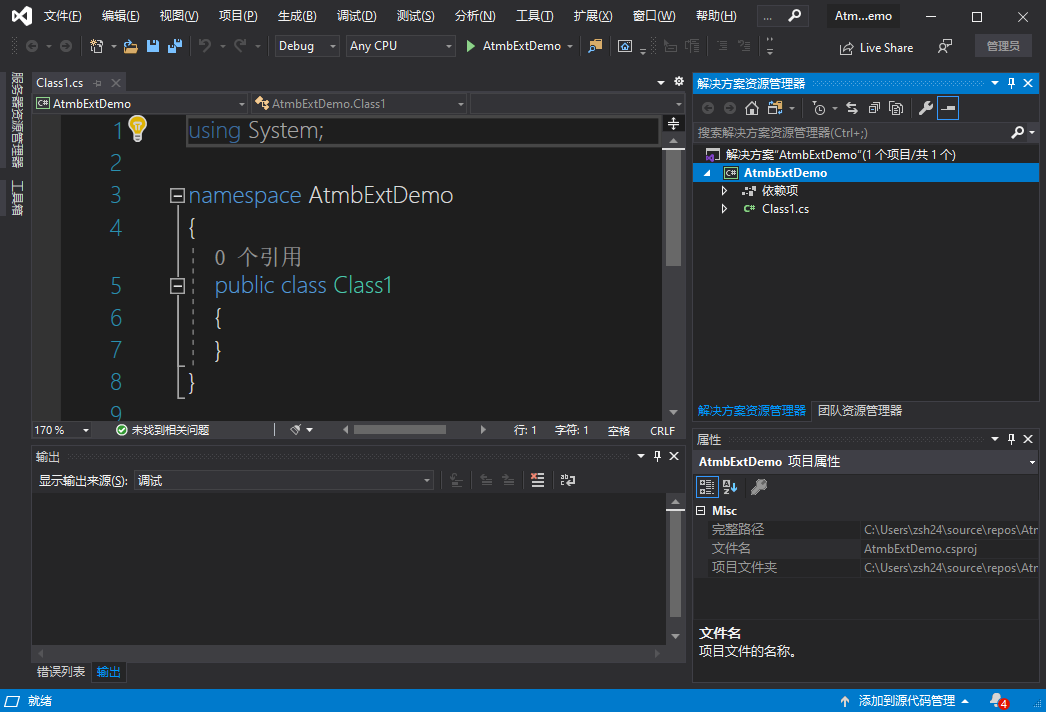 文件(F) 编辑(E) 视图(V) 项目(P) 生成(B) 调试(D) 测试(S) 分析(N) 工具(T) 扩展(X) 窗口(W) 帮助(H) ... Atm...emo
Debug Any CPU AtmbExtDemo Live Share 管理员
服务器资源管理器
工具箱
Class1.cs
AtmbExtDemo AtmbExtDemo.Class1
1 using System;
2
3 namespace AtmbExtDemo
4 {
0 个引用
5 public class Class1
6 {
7 }
8 }
9
170 % 未找到相关问题 行: 1 字符: 1 空格 CRLF
输出
显示输出来源(S): 调试
错误列表 输出
解决方案资源管理器
搜索解决方案资源管理器(Ctrl+;)
解决方案"AtmbExtDemo"(1 个项目/共 1 个)
C# AtmbExtDemo
依赖项
C# Class1.cs
解决方案资源管理器 团队资源管理器
属性
AtmbExtDemo 项目属性
Misc
完整路径 C:\Users\zsh24\source\repos\Atm
文件名 AtmbExtDemo.csproj
项目文件夹 C:\Users\zsh24\source\repos\Atm
文件名
项目文件的名称。
就绪 添加到源代码管理 4